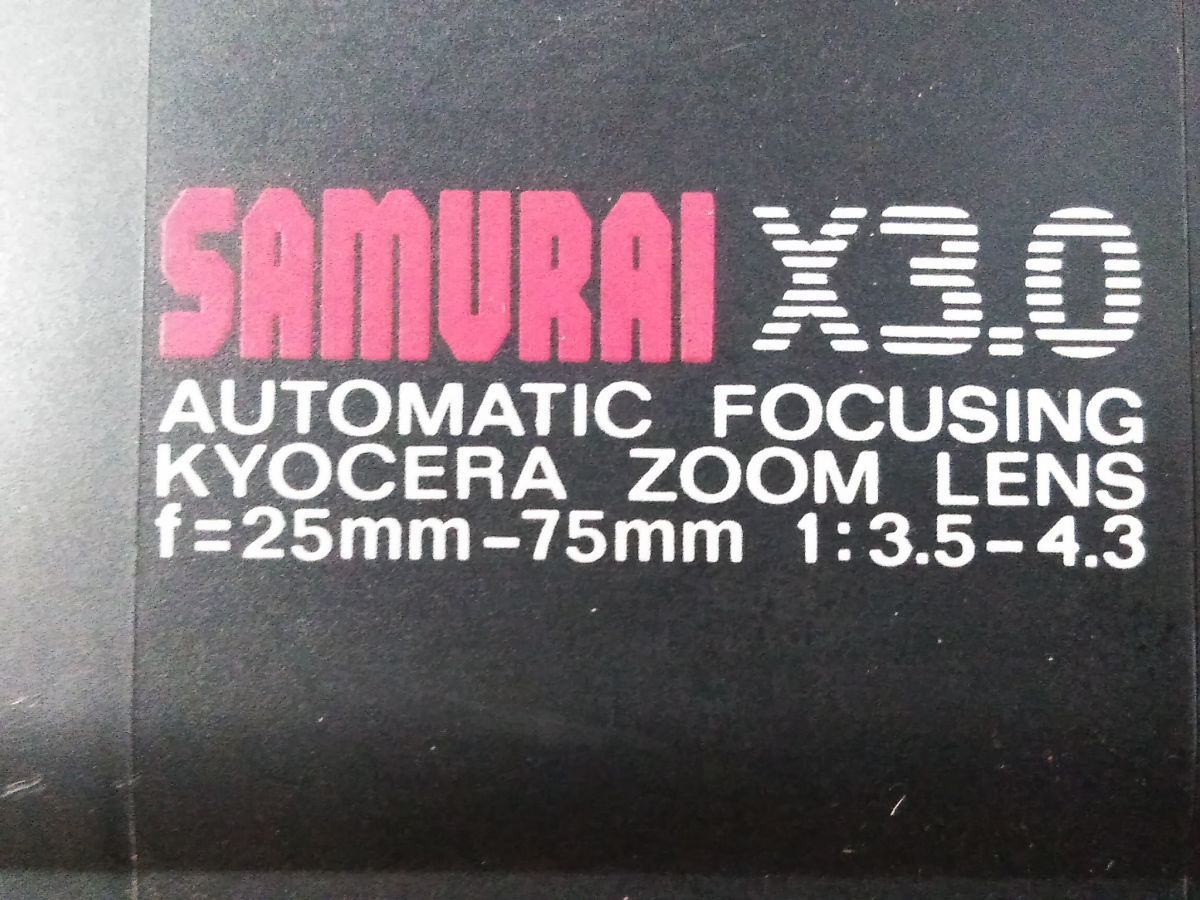 SAMURAI X3.0
AUTOMATIC FOCUSING
KYOCERA ZOOM LENS
f=25mm-75mm 1:3.5-4.3